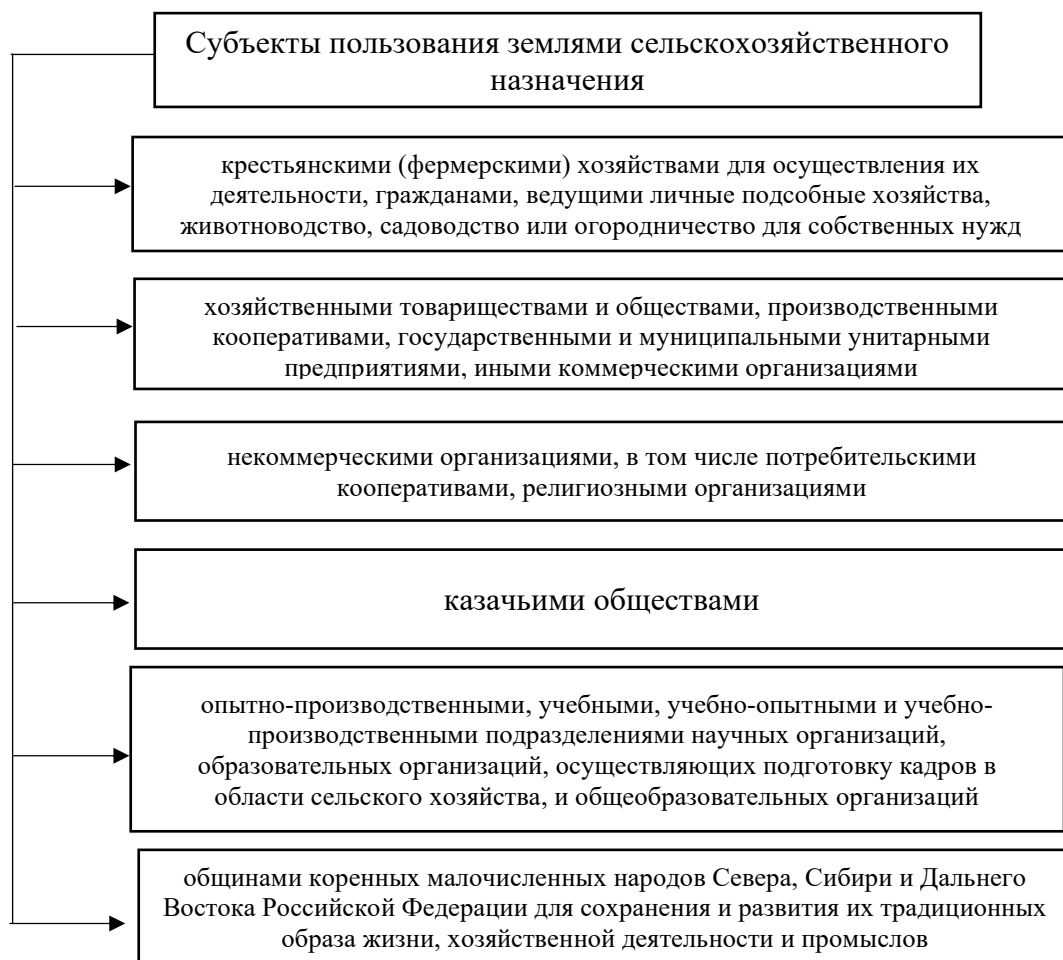 Субъекты пользования землями сельскохозяйственного
назначения
крестьянскими (фермерскими) хозяйствами для осуществления их
деятельности, гражданами, ведущими личные подсобные хозяйства,
животноводство, садоводство или огородничество для собственных нужд
хозяйственными товариществами и обществами, производственными
кооперативами, государственными и муниципальными унитарными
предприятиями, иными коммерческими организациями
некоммерческими организациями, в том числе потребительскими
кооперативами, религиозными организациями
казачьими обществами
опытно-производственными, учебными, учебно-опытными и учебно-
производственными подразделениями научных организаций,
образовательных организаций, осуществляющих подготовку кадров в
области сельского хозяйства, и общеобразовательных организаций
общинами коренных малочисленных народов Севера, Сибири и Дальнего
Востока Российской Федерации для сохранения и развития их традиционных
образа жизни, хозяйственной деятельности и промыслов